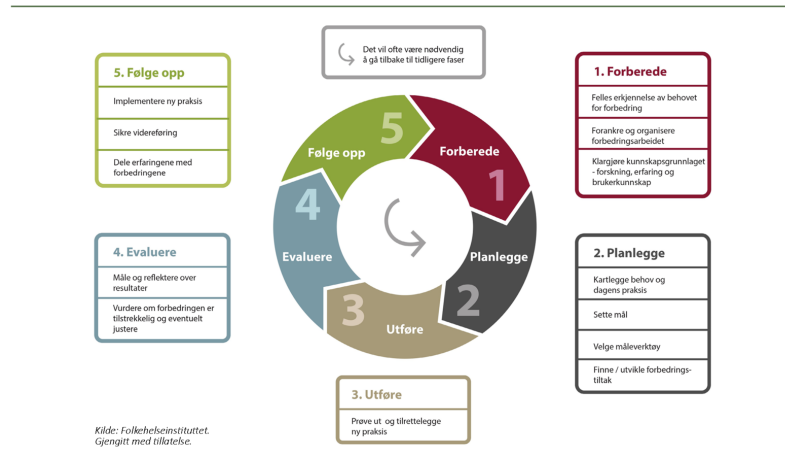 Det vil ofte være nødvendig
å gå tilbake til tidligere faser
5. Følge opp
Implementere ny praksis
Sikre videreføring
Dele erfaringene med
forbedringene
1. Forberede
Felles erkjennelse av behovet
for forbedring
Forankre og organisere
forbedringsarbeidet
Klargjøre kunnskapsgrunnlaget
- forskning, erfaring og
brukerkunnskap
5
Følge opp
Forberede
1
4
Evaluere
Planlegge
2
3
Utføre
4. Evaluere
Måle og reflektere over
resultater
Vurdere om forbedringen er
tilstrekkelig og eventuelt
justere
2. Planlegge
Kartlegge behov og
dagens praksis
Sette mål
Velge måleverktøy
Finne / utvikle forbedrings-
tiltak
3. Utføre
Prøve ut og tilrettelegge
ny praksis
Kilde: Folkehelseinstituttet.
Gjengitt med tillatelse.